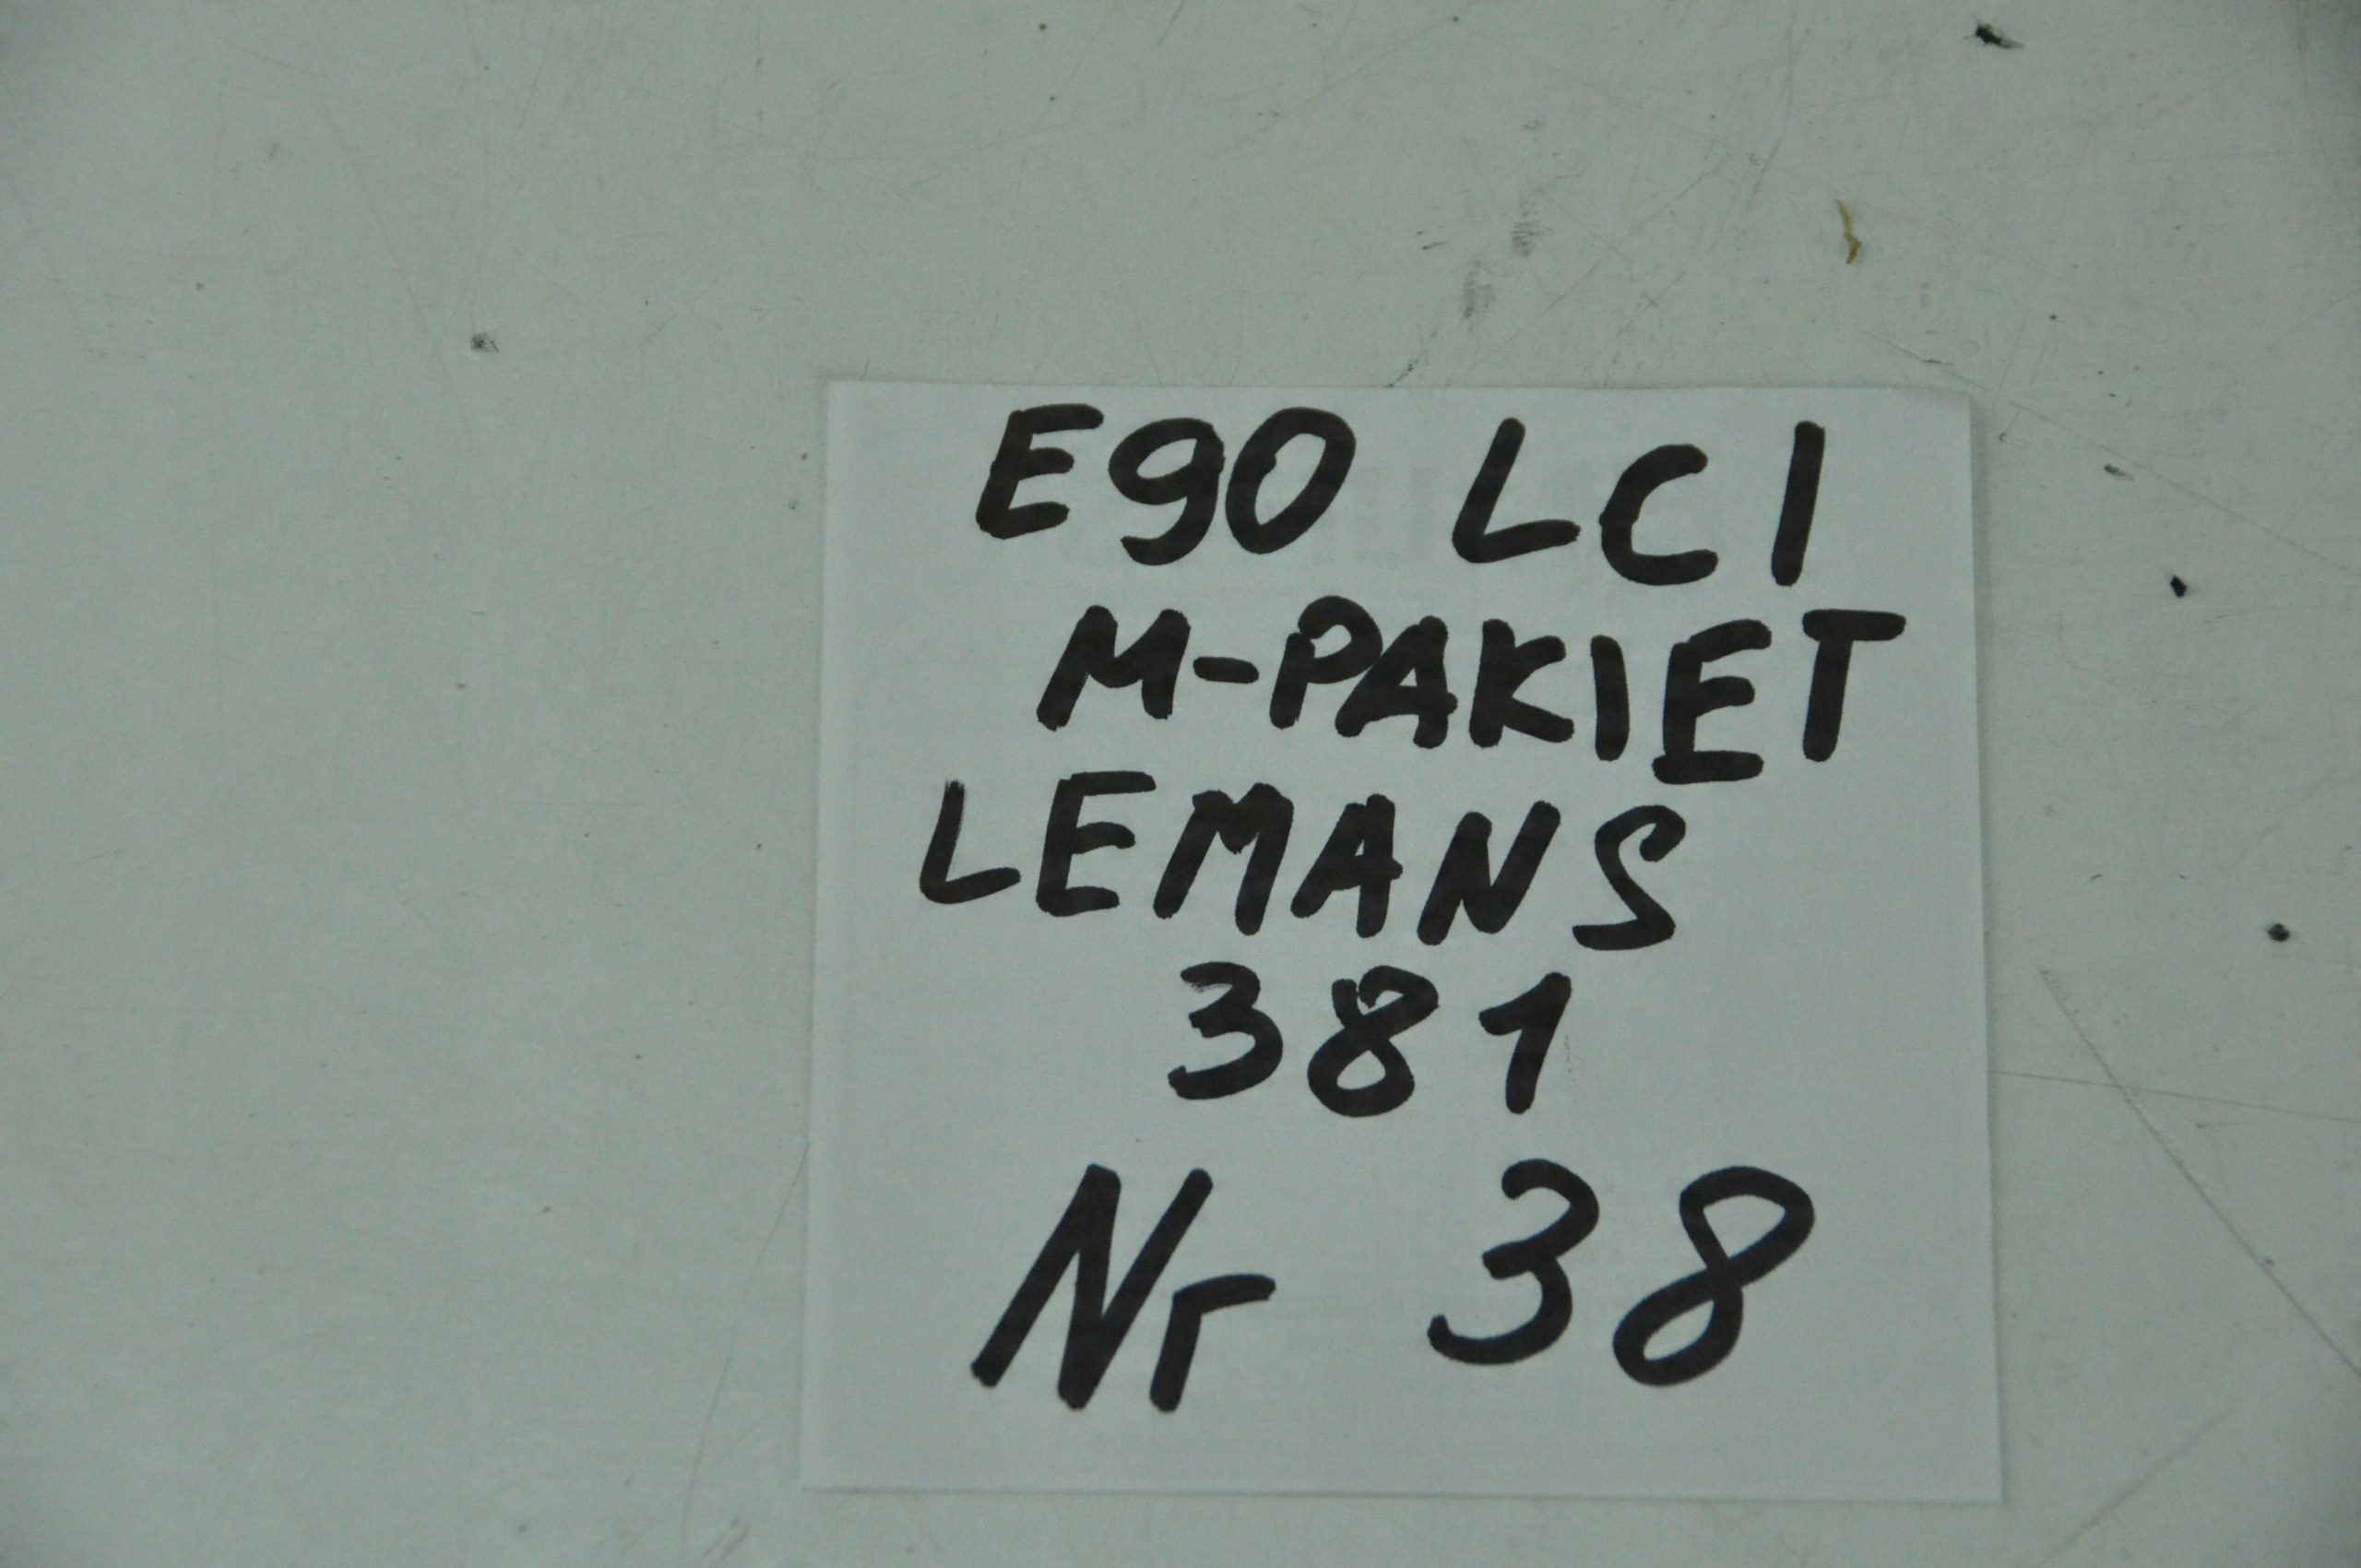 E90 LCI
M-PAKIET
LEMANS
381
Nr 38